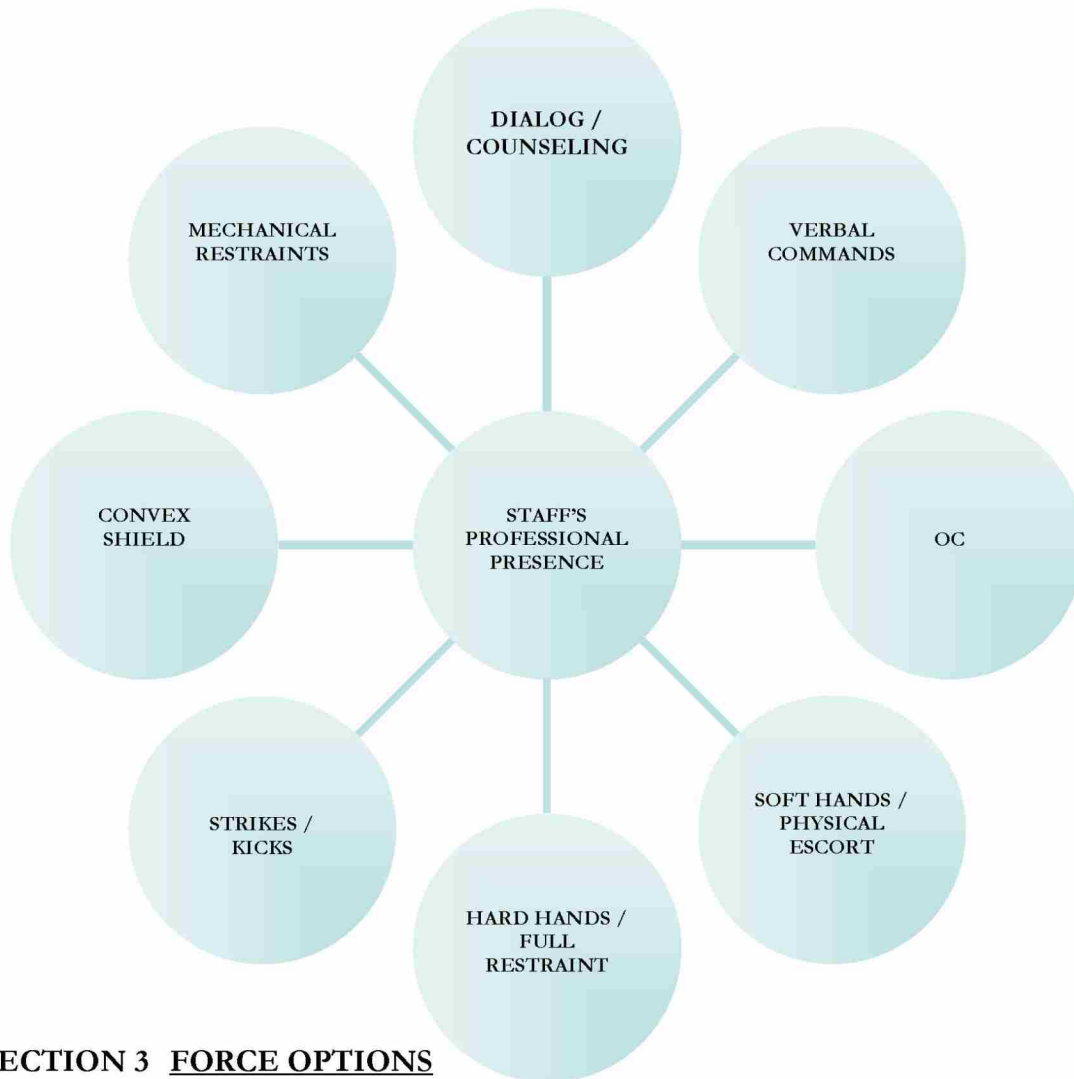 DIALOG /
COUNSELING
VERBAL
COMMANDS
OC
SOFT HANDS /
PHYSICAL
ESCORT
HARD HANDS /
FULL
RESTRAINT
STRIKES /
KICKS
CONVEX
SHIELD
MECHANICAL
RESTRAINTS
STAFF'S
PROFESSIONAL
PRESENCE
ECTION 3 FORCE OPTIONS